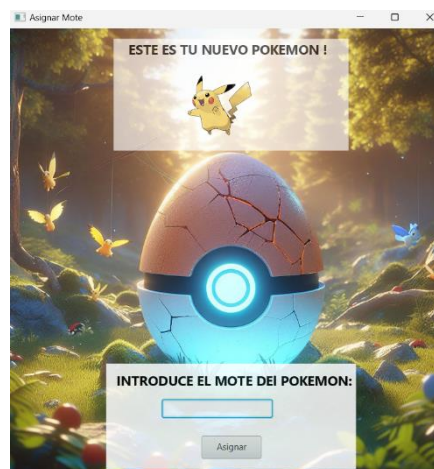 Asignar Mote
ESTE ES TU NUEVO POKEMON !
INTRODUCE EL MOTE DEl POKEMON:
Asignar